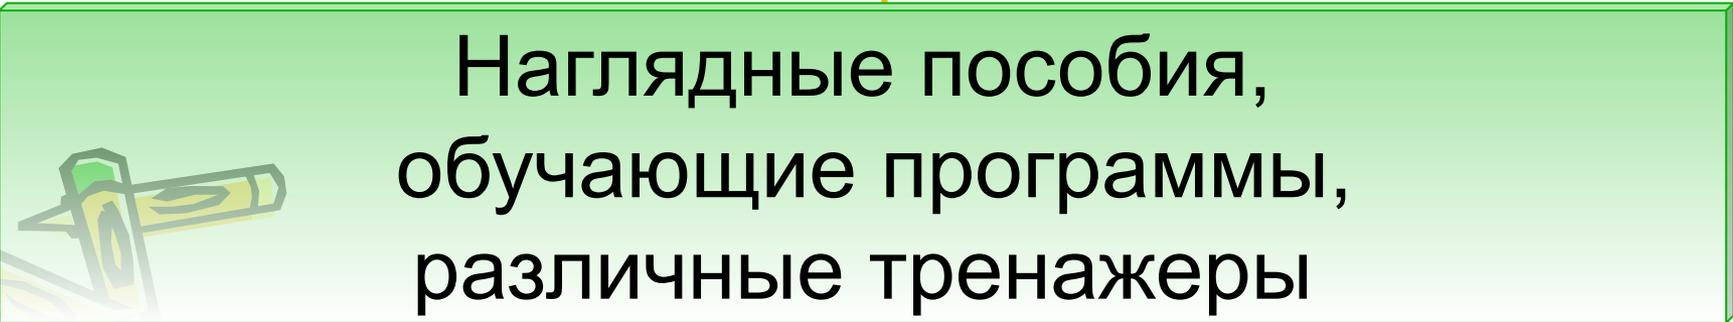 Наглядные пособия,
обучающие программы,
различные тренажеры